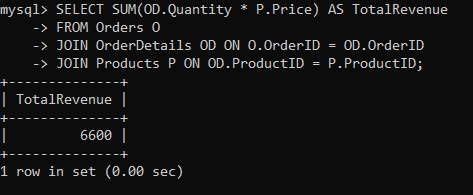 mysql> SELECT SUM(OD.Quantity * P.Price) AS TotalRevenue
    -> FROM Orders O
    -> JOIN OrderDetails OD ON O.OrderID = OD.OrderID
    -> JOIN Products P ON OD.ProductID = P.ProductID;
+--------------+
| TotalRevenue |
+--------------+
|         6600 |
+--------------+
1 row in set (0.00 sec)